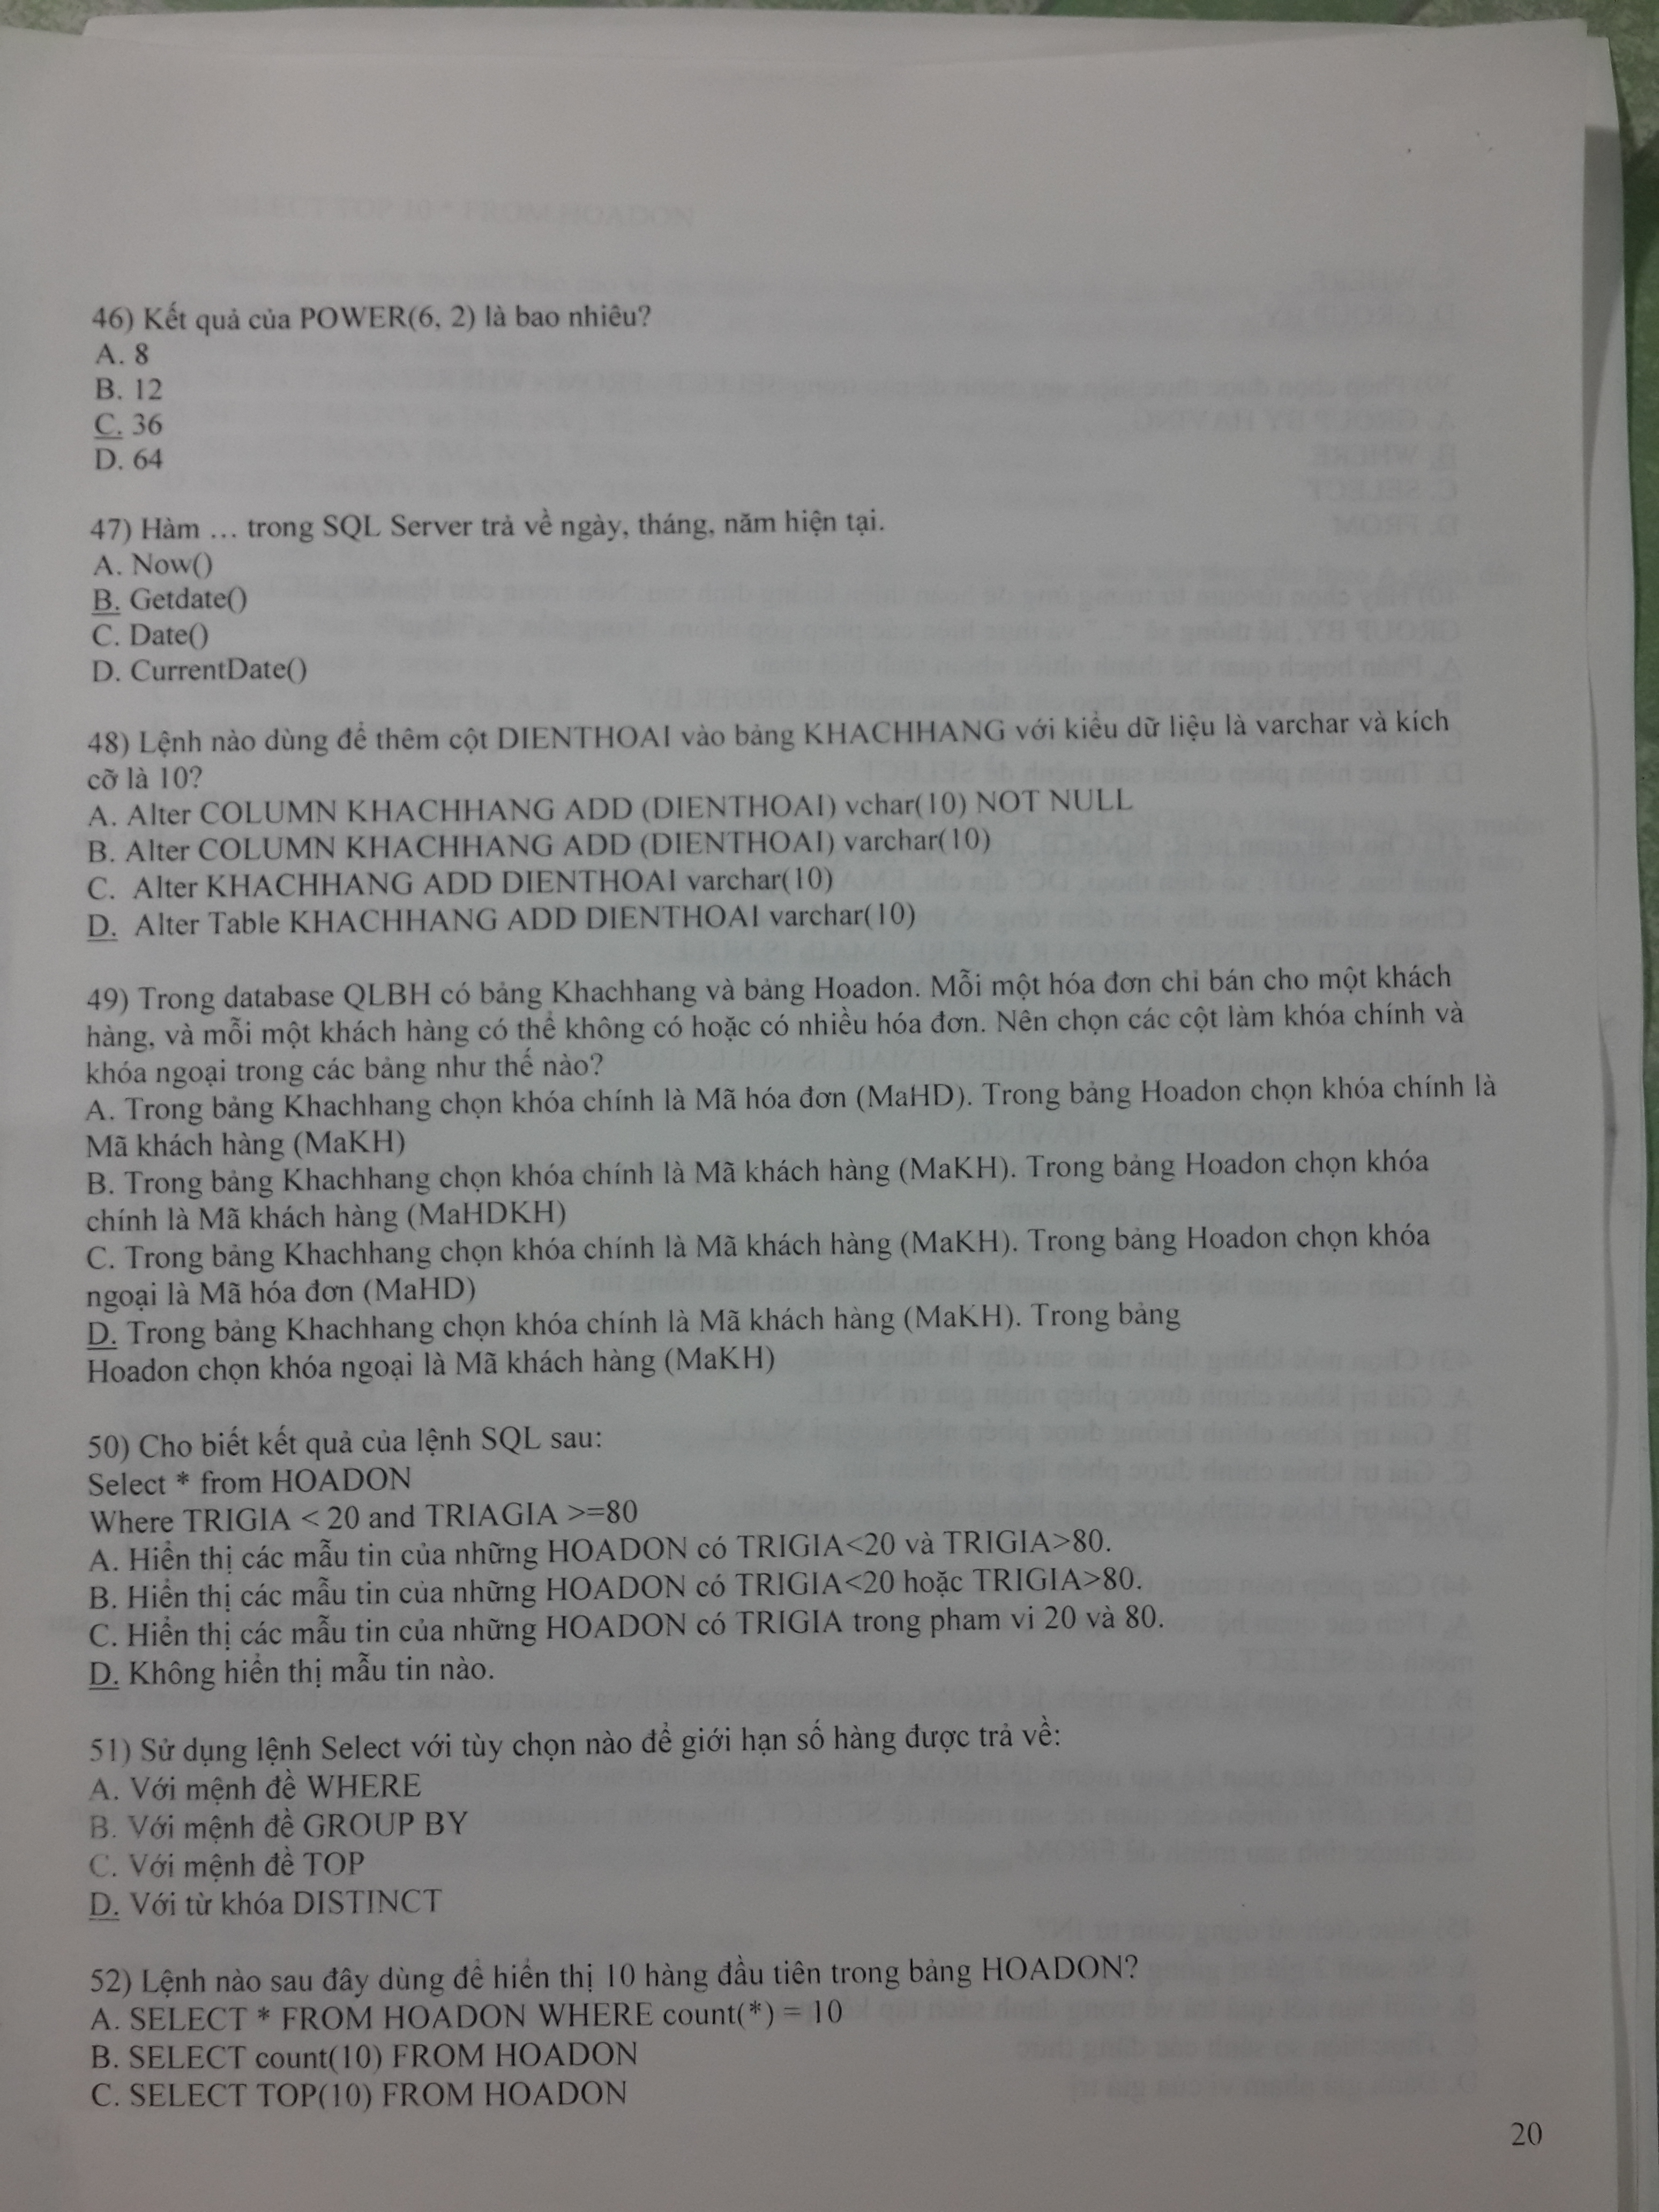 46) Kết quả của POWER(6, 2) là bao nhiêu?
A. 8
B. 12
C. 36
D. 64
47) Hàm ... trong SQL Server trả về ngày, tháng, năm hiện tại.
A. Now()
B. Getdate()
C. Date()
D. CurrentDate()
48) Lệnh nào dùng để thêm cột DIENTHOAI vào bảng KHACHHANG với kiểu dữ liệu là varchar và kích
cỡ là 10?
A. Alter COLUMN KHACHHANG ADD (DIENTHOAI) vchar(10) NOT NULL
B. Alter COLUMN KHACHHANG ADD (DIENTHOAI) varchar(10)
C. Alter KHACHHANG ADD DIENTHOAI varchar(10)
D. Alter Table KHACHHANG ADD DIENTHOAI varchar(10)
49) Trong database QLBH có bảng Khachhang và bảng Hoadon. Mỗi một hóa đơn chỉ bán cho một khách
hàng, và mỗi một khách hàng có thể không có hoặc có nhiều hóa đơn. Nên chọn các cột làm khóa chính và
khóa ngoại trong các bảng như thế nào?
A. Trong bảng Khachhang chọn khóa chính là Mã hóa đơn (MaHD). Trong bảng Hoadon chọn khóa chính là
Mã khách hàng (MaKH)
B. Trong bảng Khachhang chọn khóa chính là Mã khách hàng (MaKH). Trong bảng Hoadon chọn khóa
chính là Mã khách hàng (MaHDKH)
C. Trong bảng Khachhang chọn khóa chính là Mã khách hàng (MaKH). Trong bảng Hoadon chọn khóa
ngoại là Mã hóa đơn (MaHD)
D. Trong bảng Khachhang chọn khóa chính là Mã khách hàng (MaKH). Trong bảng
Hoadon chọn khóa ngoại là Mã khách hàng (MaKH)
50) Cho biết kết quả của lệnh SQL sau:
Select * from HOADON
Where TRIGIA < 20 and TRIAGIA >=80
A. Hiển thị các mẫu tin của những HOADON có TRIGIA<20 và TRIGIA>80.
B. Hiển thị các mẫu tin của những HOADON có TRIGIA<20 hoặc TRIGIA>80.
C. Hiển thị các mẫu tin của những HOADON có TRIGIA trong pham vi 20 và 80.
D. Không hiển thị mẫu tin nào.
51) Sử dụng lệnh Select với tùy chọn nào để giới hạn số hàng được trả về:
A. Với mệnh đề WHERE
B. Với mệnh đề GROUP BY
C. Với mệnh đề TOP
D. Với từ khóa DISTINCT
52) Lệnh nào sau đây dùng để hiển thị 10 hàng đầu tiên trong bảng HOADON?
A. SELECT * FROM HOADON WHERE count(*) = 10
B. SELECT count(10) FROM HOADON
C. SELECT TOP(10) FROM HOADON
20